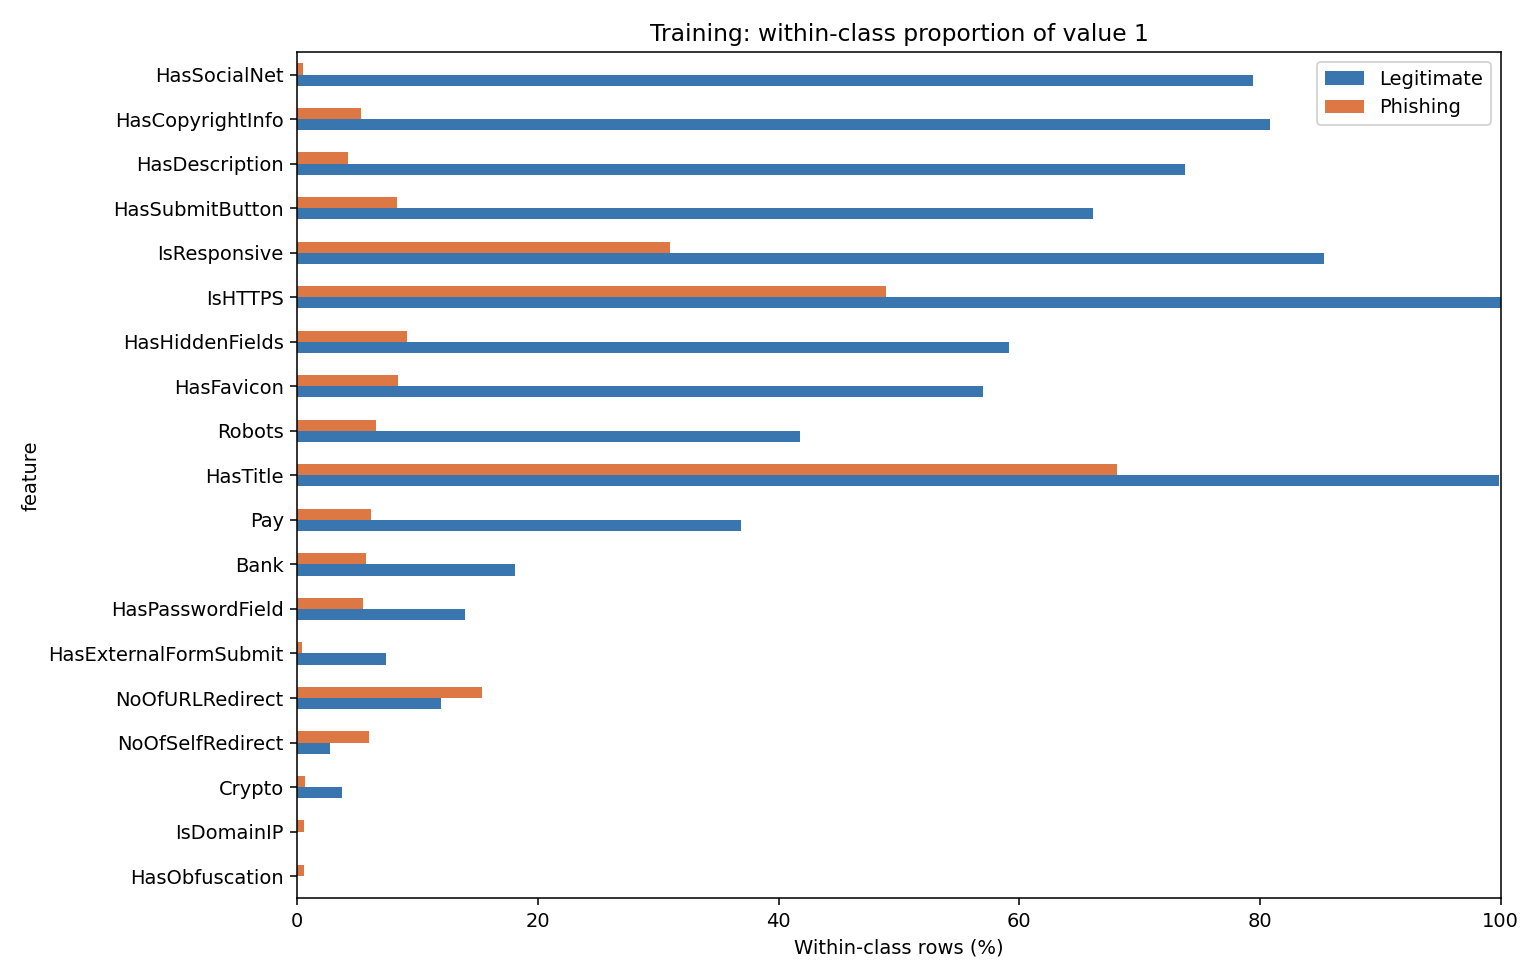 Training: within-class proportion of value 1
Legitimate
Phishing
HasSocialNet
HasCopyrightInfo
HasDescription
HasSubmitButton
IsResponsive
IsHTTPS
HasHiddenFields
HasFavicon
Robots
HasTitle
Pay
Bank
HasPasswordField
HasExternalFormSubmit
NoOfURLRedirect
NoOfSelfRedirect
Crypto
IsDomainIP
HasObfuscation
feature
0 20 40 60 80 100
Within-class rows (%)